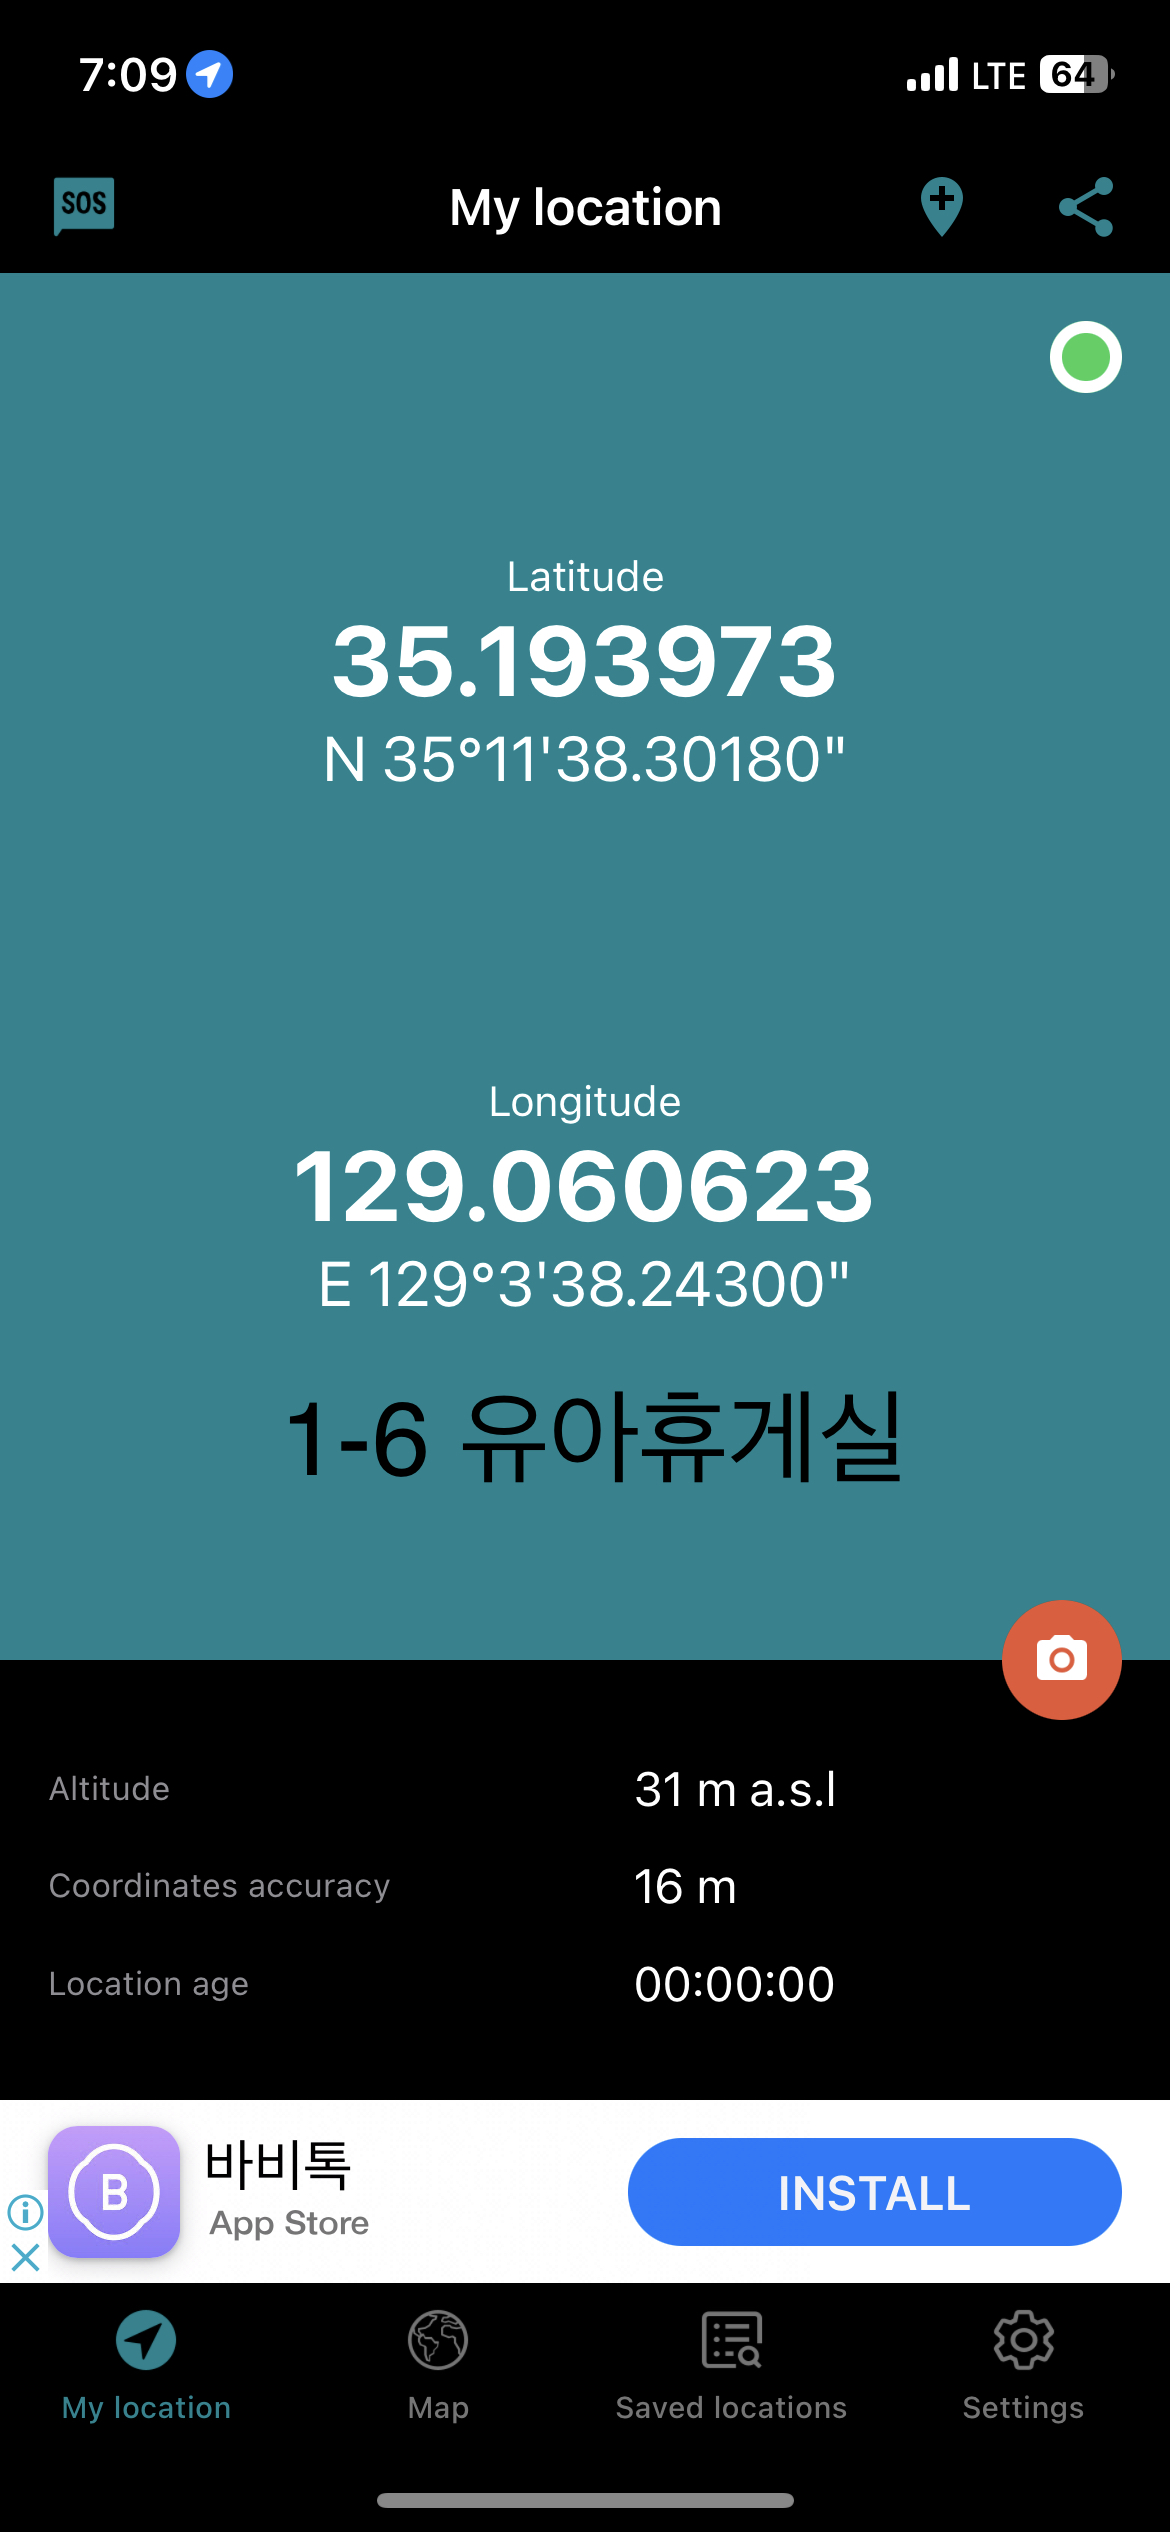 7:09 LTE 64
SOS My location
Latitude
35.193973
N 35°11'38.30180"
Longitude
129.060623
E 129°3'38.24300"
1-6 유아휴게실
Altitude 31 m a.s.l
Coordinates accuracy 16 m
Location age 00:00:00
B 바비톡
App Store
INSTALL
My location Map Saved locations Settings